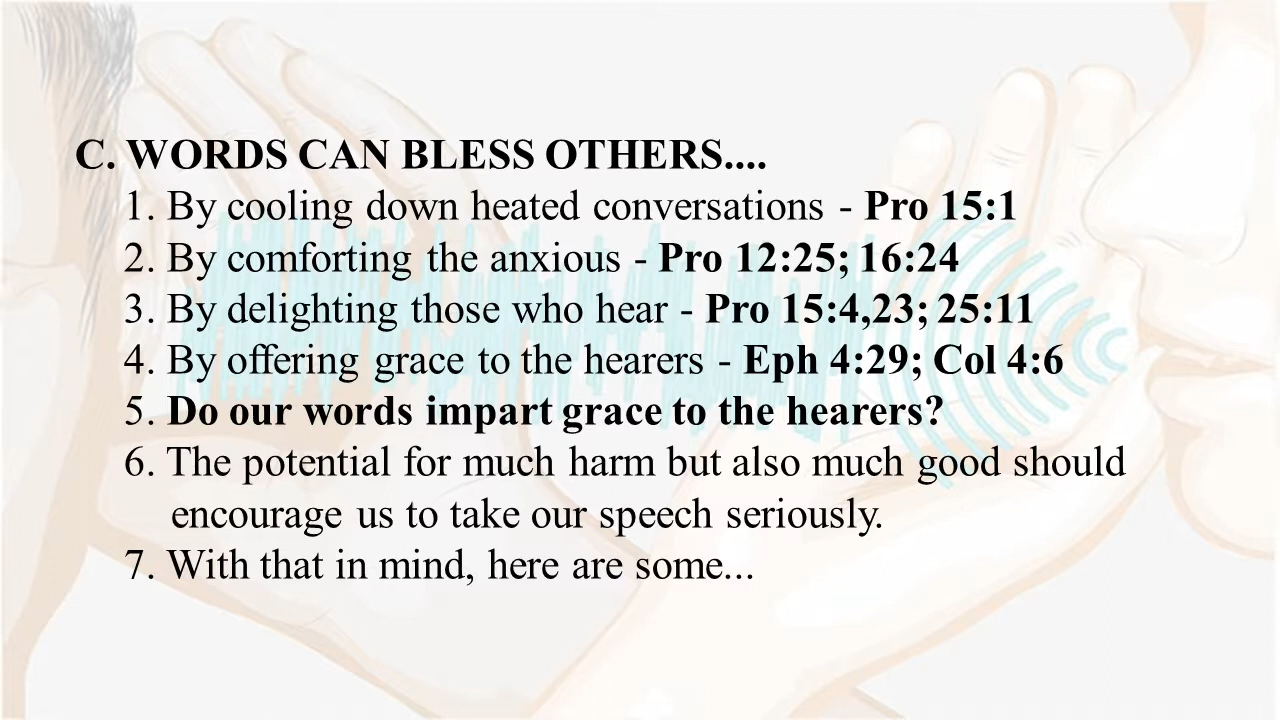 C. WORDS CAN BLESS OTHERS....
1. By cooling down heated conversations - Pro 15:1
2. By comforting the anxious - Pro 12:25; 16:24
3. By delighting those who hear - Pro 15:4,23; 25:11
4. By offering grace to the hearers - Eph 4:29; Col 4:6
5. Do our words impart grace to the hearers?
6. The potential for much harm but also much good should
encourage us to take our speech seriously.
7. With that in mind, here are some...